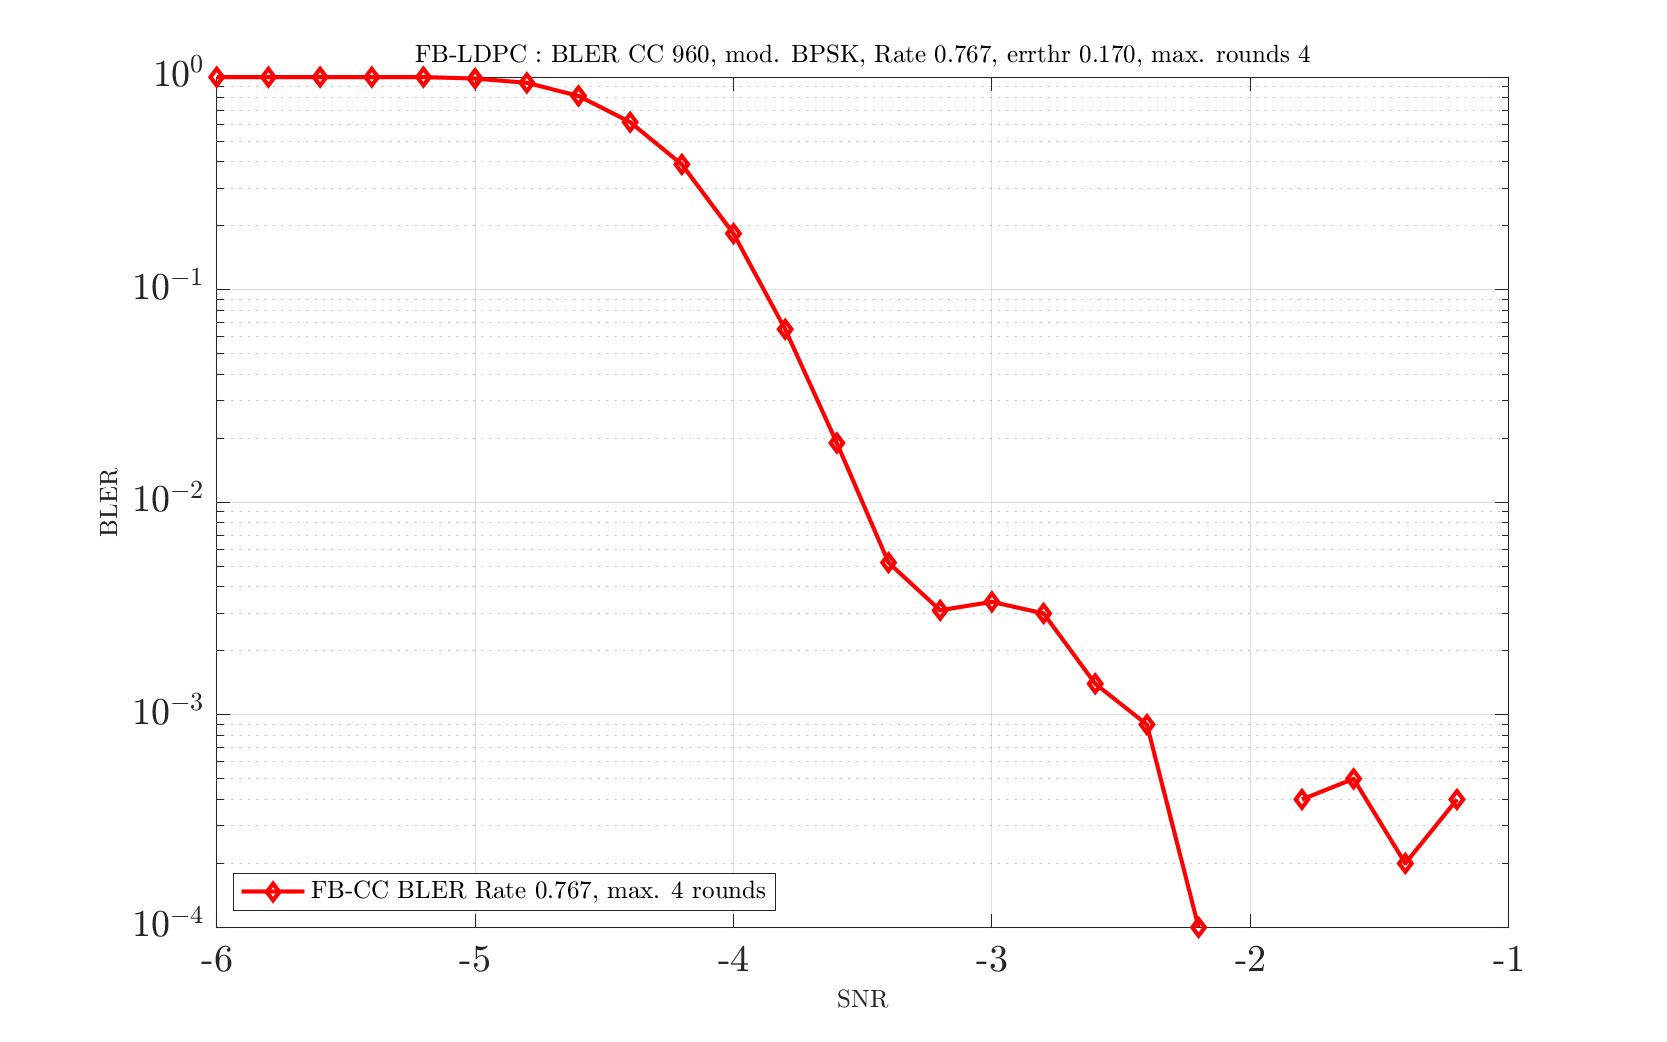 FB-LDPC : BLER CC 960, mod. BPSK, Rate 0.767, errthr 0.170, max. rounds 4
10^0
10^-1
10^-2
10^-3
10^-4
BLER
FB-CC BLER Rate 0.767, max. 4 rounds
-6 -5 -4 -3 -2 -1
SNR